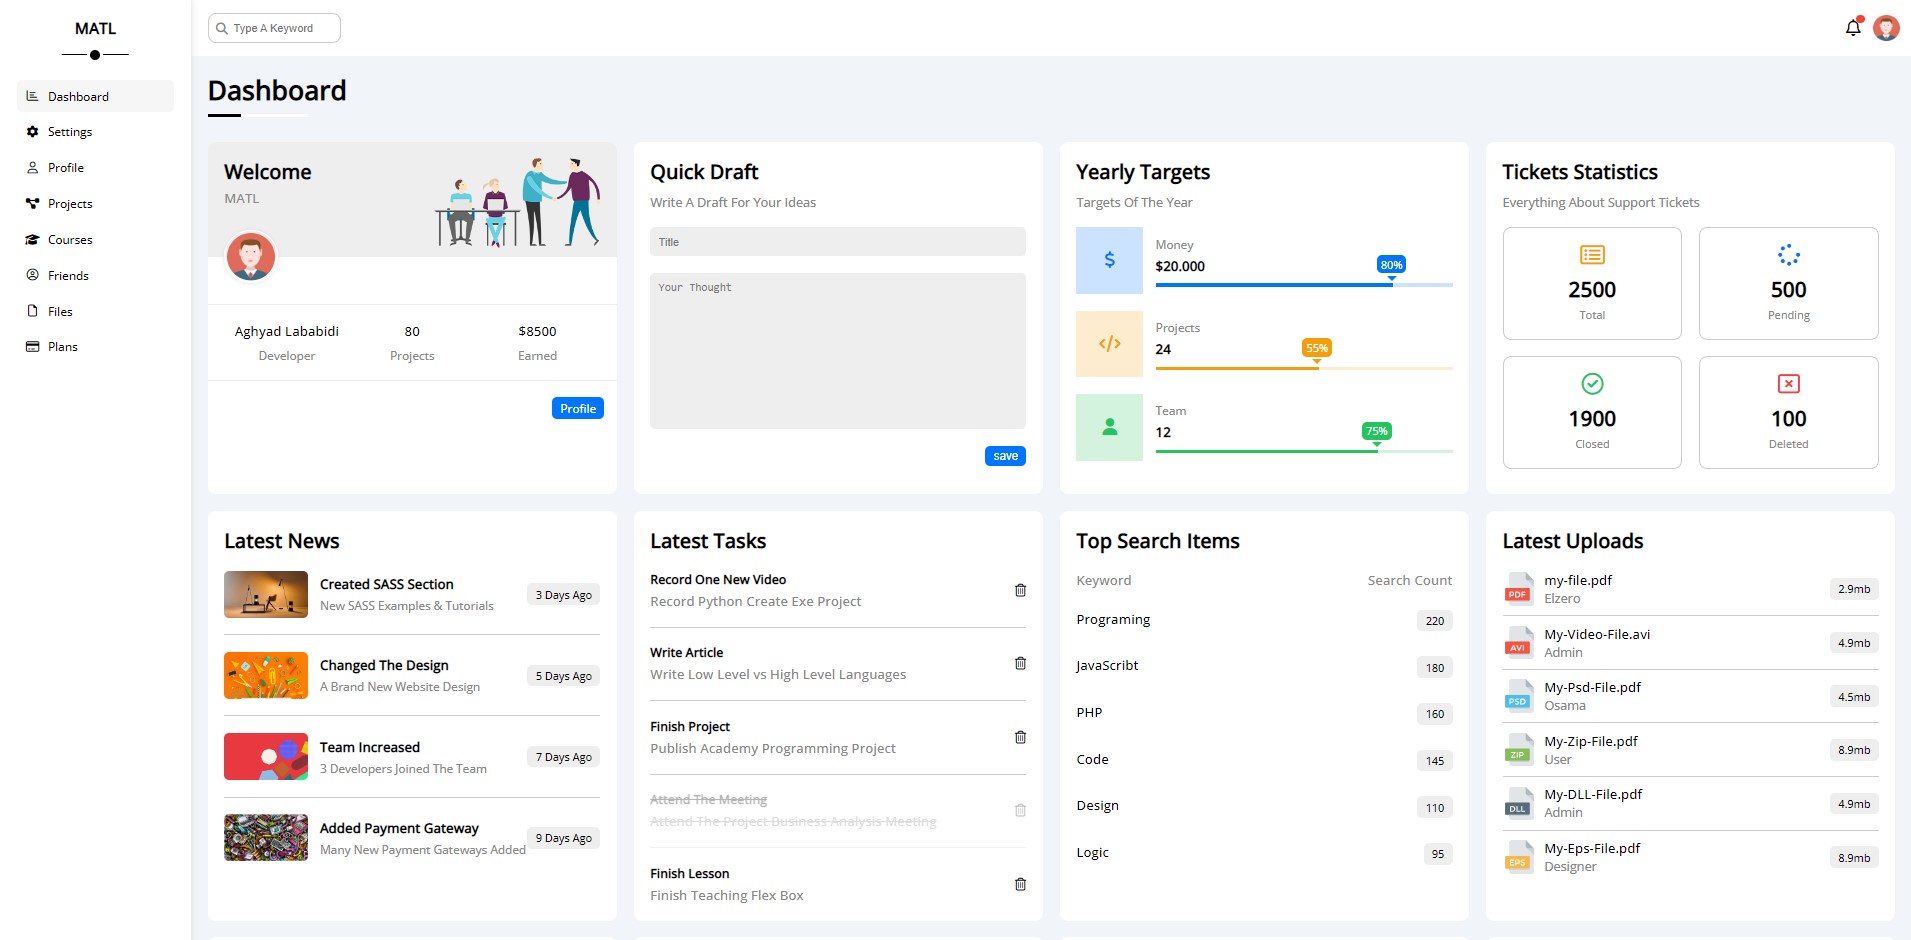 MATL
Type A Keyword
Dashboard
Settings
Profile
Projects
Courses
Friends
Files
Plans
Dashboard
Welcome
MATL
Aghyad Lababidi
Developer
80
Projects
$8500
Earned
Profile
Quick Draft
Write A Draft For Your Ideas
Title
Your Thought
save
Yearly Targets
Targets Of The Year
Money
$20.000
80%
Projects
24
55%
Team
12
75%
Tickets Statistics
Everything About Support Tickets
2500
Total
500
Pending
1900
Closed
100
Deleted
Latest News
Created SASS Section
New SASS Examples & Tutorials
3 Days Ago
Changed The Design
A Brand New Website Design
5 Days Ago
Team Increased
3 Developers Joined The Team
7 Days Ago
Added Payment Gateway
Many New Payment Gateways Added
9 Days Ago
Latest Tasks
Record One New Video
Record Python Create Exe Project
Write Article
Write Low Level vs High Level Languages
Finish Project
Publish Academy Programming Project
Attend The Meeting
Attend The Project Business Analysis Meeting
Finish Lesson
Finish Teaching Flex Box
Top Search Items
Keyword Search Count
Programing 220
JavaScribt 180
PHP 160
Code 145
Design 110
Logic 95
Latest Uploads
PDF
my-file.pdf
Elzero
2.9mb
AVI
My-Video-File.avi
Admin
4.9mb
PSD
My-Psd-File.pdf
Osama
4.5mb
ZIP
My-Zip-File.pdf
User
8.9mb
DLL
My-DLL-File.pdf
Admin
4.9mb
EPS
My-Eps-File.pdf
Designer
8.9mb